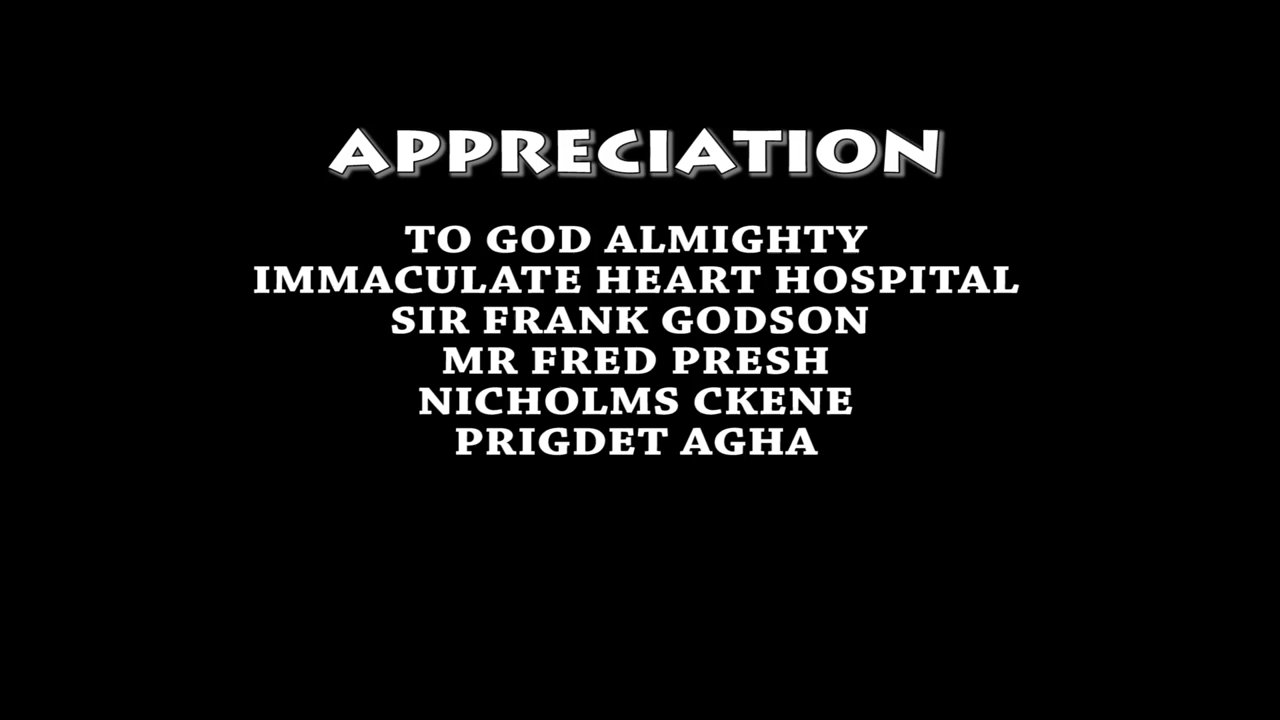 APPRECIATION
TO GOD ALMIGHTY
IMMACULATE HEART HOSPITAL
SIR FRANK GODSON
MR FRED PRESH
NICHOLMS CKENE
PRIGDET AGHA